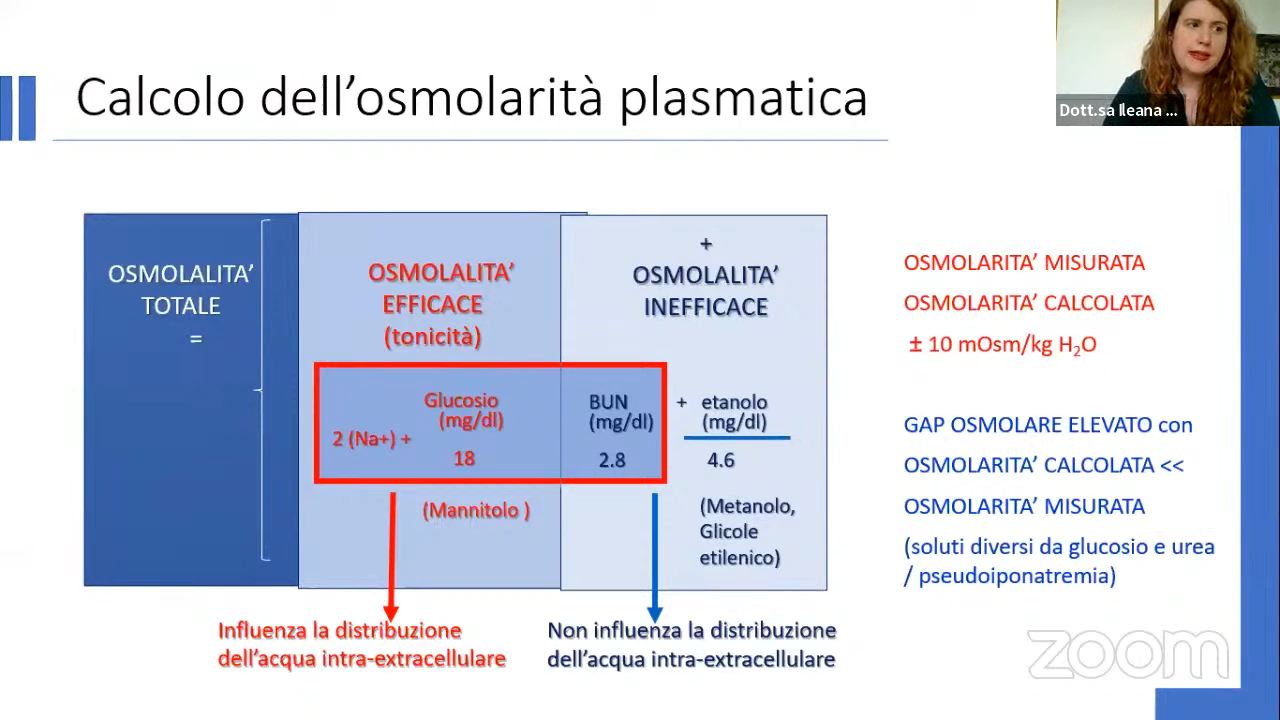 Dott.sa Ileana ...
Calcolo dell’osmolarità plasmatica
OSMOLALITA’
TOTALE
=
OSMOLALITA’
EFFICACE
(tonicità)
+
OSMOLALITA’
INEFFICACE
2 (Na+) +
Glucosio
(mg/dl)
18
BUN
(mg/dl)
2.8
+ etanolo
(mg/dl)
4.6
(Mannitolo )
(Metanolo,
Glicole
etilenico)
Influenza la distribuzione
dell’acqua intra-extracellulare
Non influenza la distribuzione
dell’acqua intra-extracellulare
OSMOLARITA’ MISURATA
OSMOLARITA’ CALCOLATA
± 10 mOsm/kg H₂O
GAP OSMOLARE ELEVATO con
OSMOLARITA’ CALCOLATA <<
OSMOLARITA’ MISURATA
(soluti diversi da glucosio e urea
/ pseudoiponatremia)
zoom